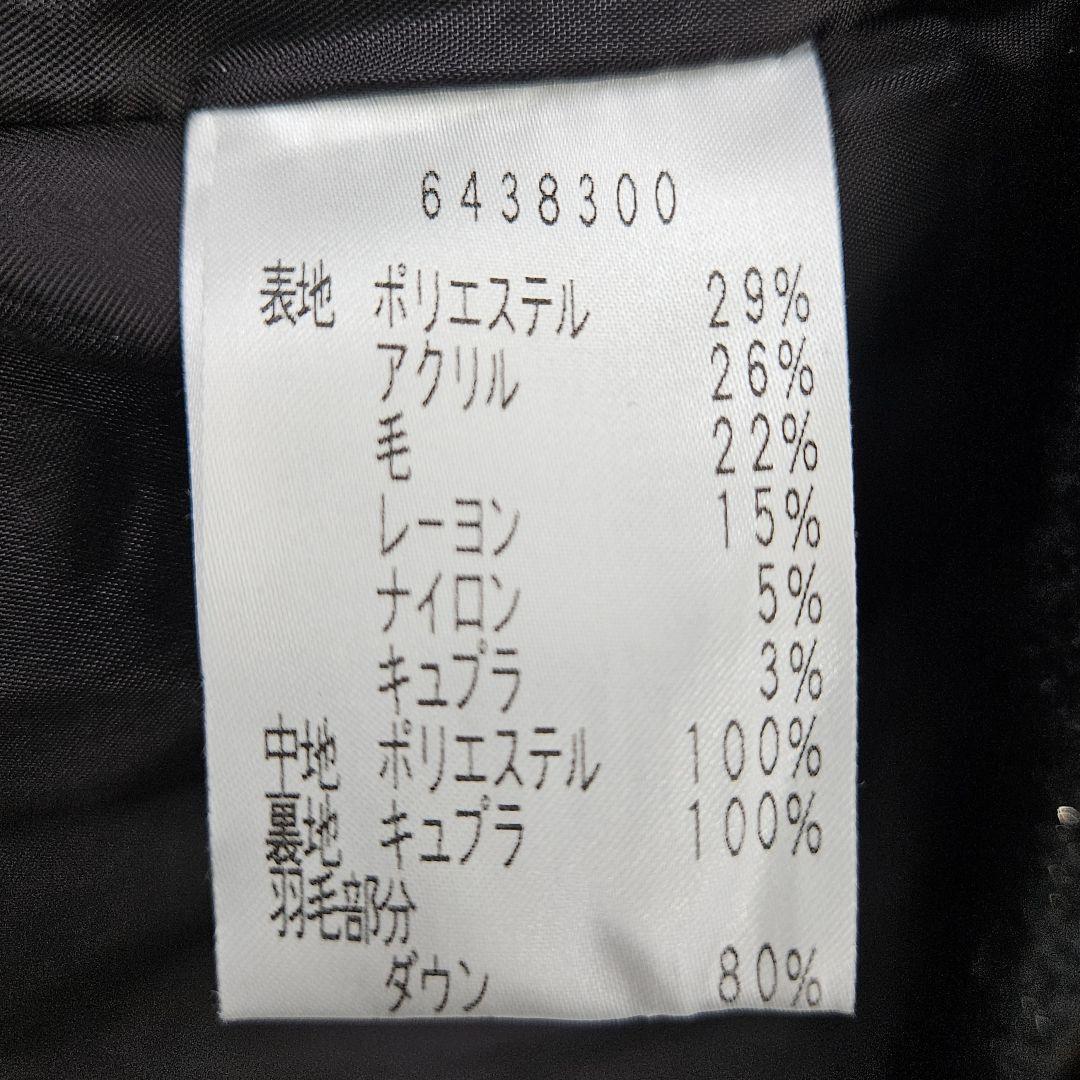 6438300
表地 ポリエステル 29%
アクリル 26%
毛 22%
レーヨン 15%
ナイロン 5%
キュプラ 3%
中地 ポリエステル 100%
裏地 キュプラ 100%
羽毛部分
ダウン 80%